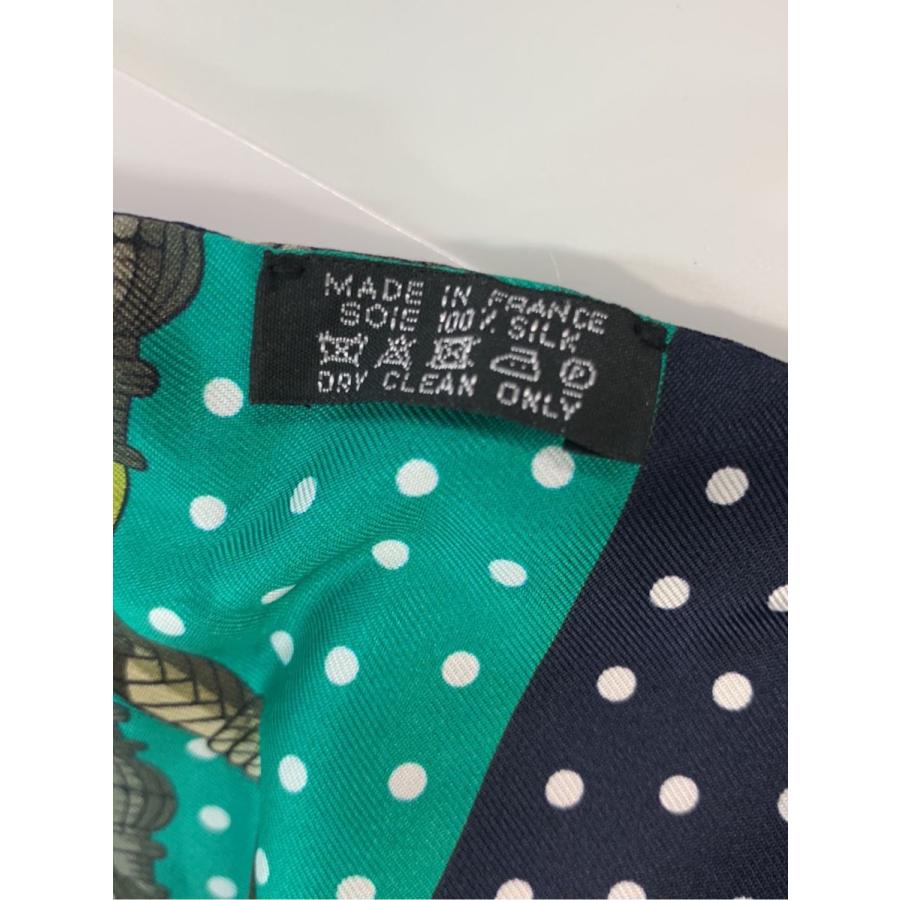 MADE IN FRANCE
SOIE 100% SILK
P
DRY CLEAN ONLY